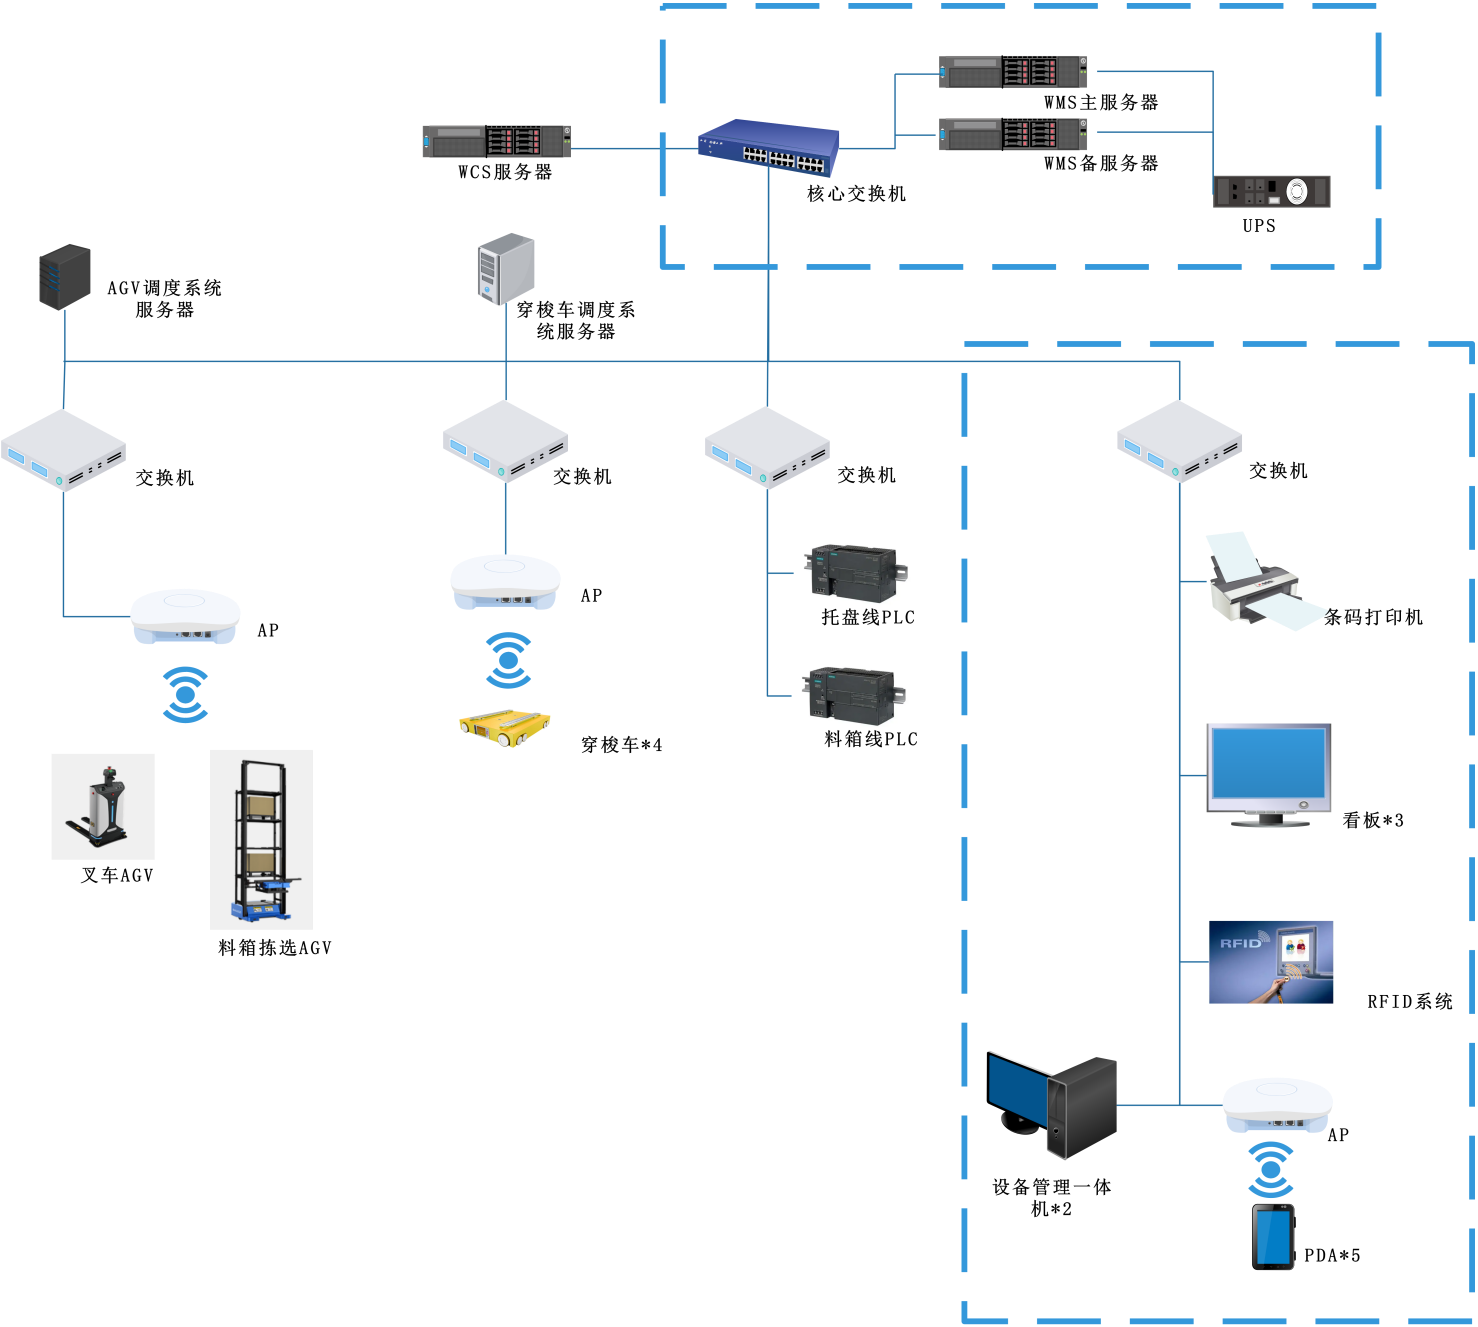 WMS主服务器
WCS服务器
WMS备服务器
核心交换机
UPS
AGV调度系统
服务器
穿梭车调度系
统服务器
交换机
交换机
交换机
交换机
AP
AP
托盘线PLC
条码打印机
穿梭车*4
料箱线PLC
看板*3
叉车AGV
料箱拣选AGV
RFID
RFID系统
AP
设备管理一体
机*2
PDA*5